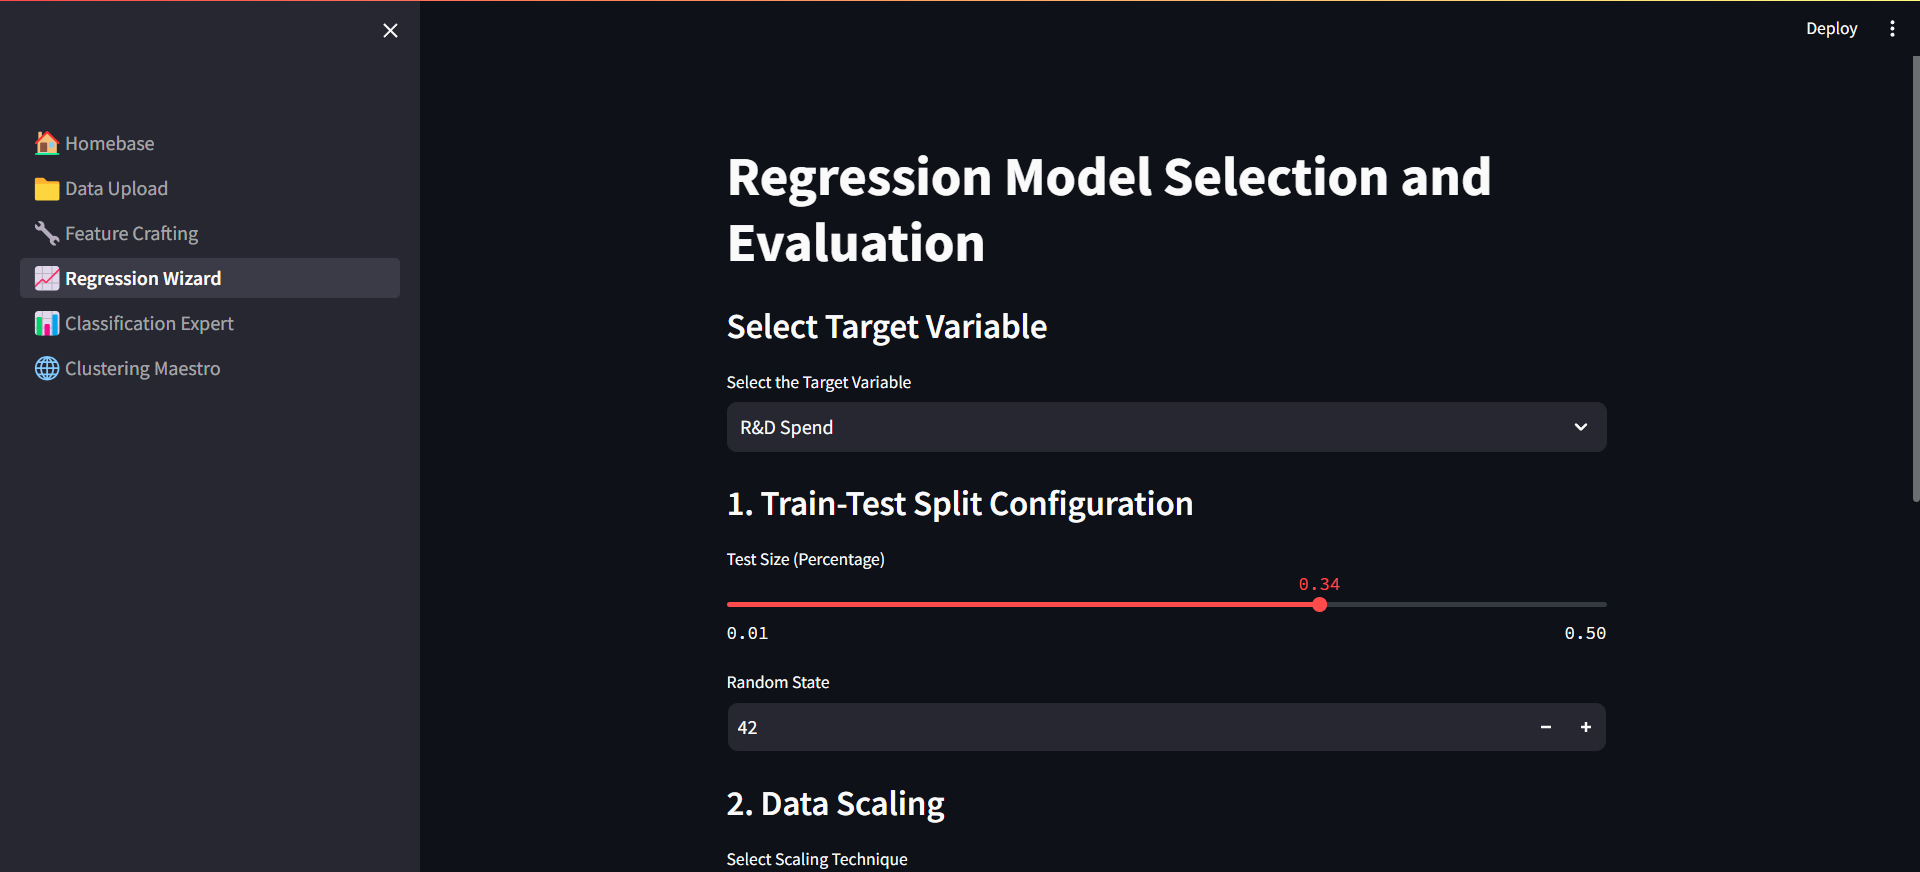 Deploy
Homebase
Data Upload
Feature Crafting
Regression Wizard
Classification Expert
Clustering Maestro
Regression Model Selection and
Evaluation
Select Target Variable
Select the Target Variable
R&D Spend
1. Train-Test Split Configuration
Test Size (Percentage)
0.34
0.01 0.50
Random State
42
2. Data Scaling
Select Scaling Technique